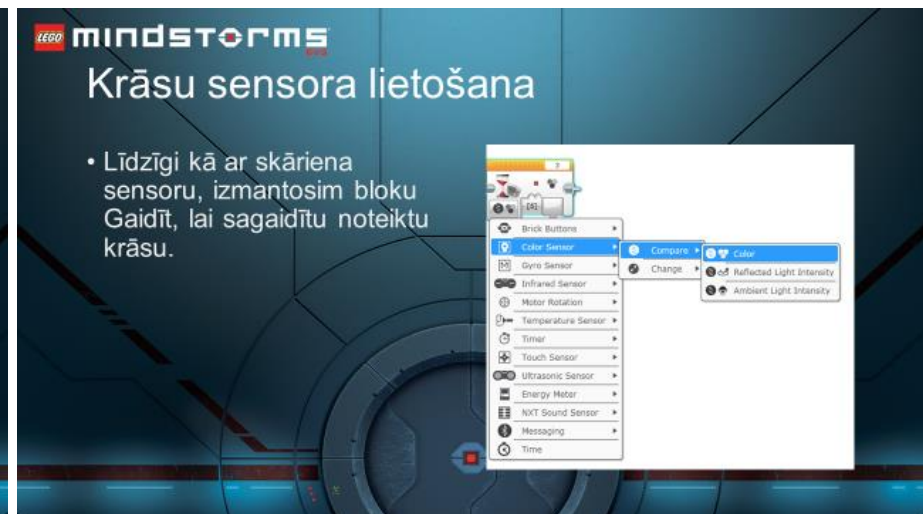 LEGO mindstorms
EV3
Krāsu sensora lietošana
• Līdzīgi kā ar skāriena
sensoru, izmantosim bloku
Gaidīt, lai sagaidītu noteiktu
krāsu.
Brick Buttons
Color Sensor
Compare
Color
Gyro Sensor
Change
Reflected Light Intensity
Infrared Sensor
Ambient Light Intensity
Motor Rotation
Temperature Sensor
Timer
Touch Sensor
Ultrasonic Sensor
Energy Meter
NXT Sound Sensor
Messaging
Time